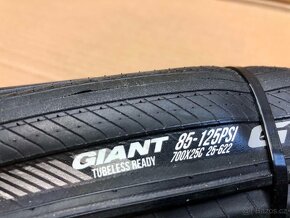 GIANT
TUBELESS READY
85-125PSI
700X25C 25-622